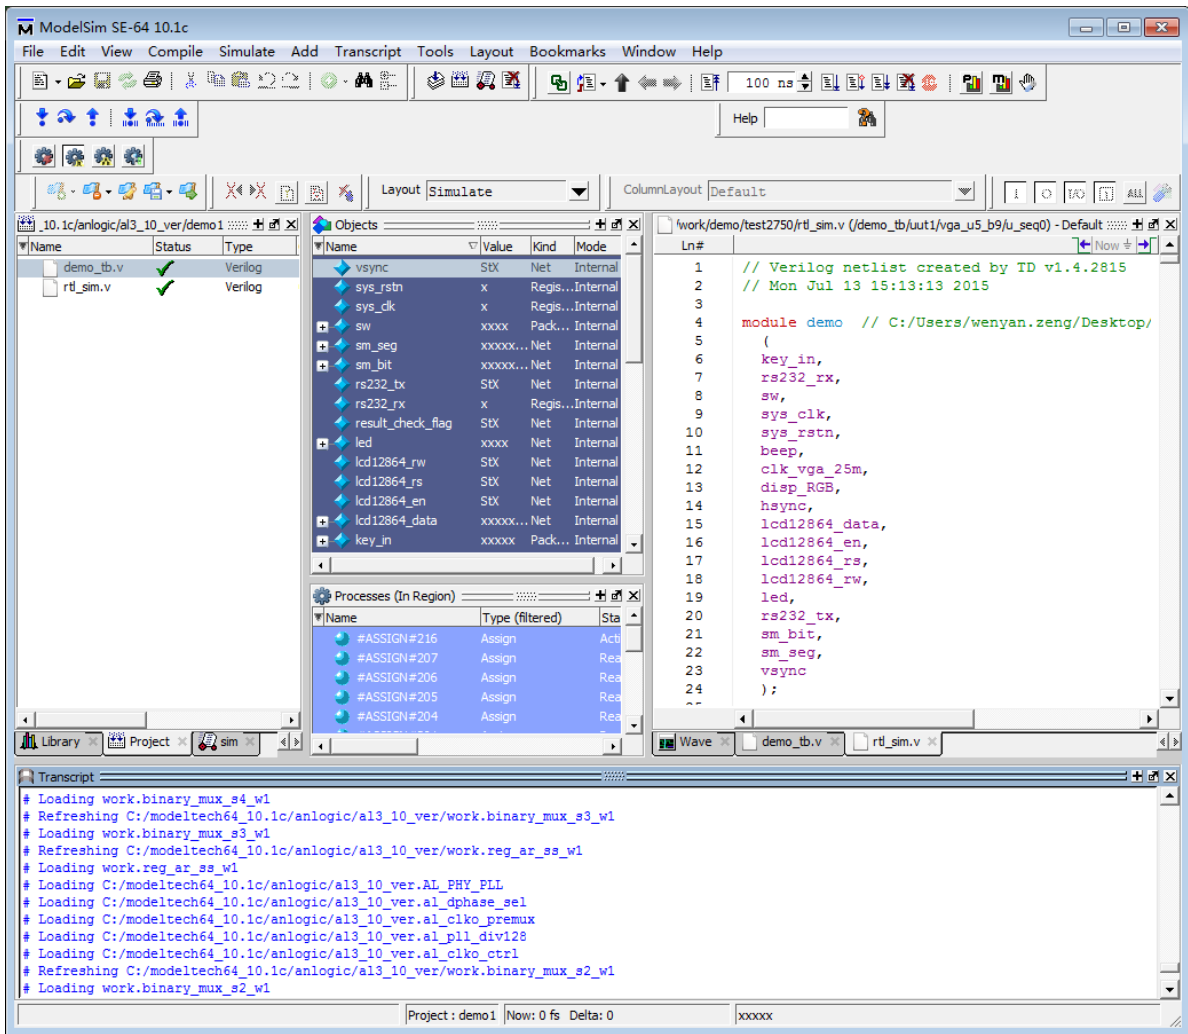 ModelSim SE-64 10.1c
File Edit View Compile Simulate Add Transcript Tools Layout Bookmarks Window Help
100 ns
Help
Layout Simulate
ColumnLayout Default
ALL
_10.1c/anlogic/al3_10_ver/demo1
Name Status Type
demo_tb.v Verilog
rtl_sim.v Verilog
Library Project sim
Objects
Name Value Kind Mode
vsync StX Net Internal
sys_rstn x Regis... Internal
sys_clk x Regis... Internal
sw xxxx Pack... Internal
sm_seg xxxxx... Net Internal
sm_bit xxxxx... Net Internal
rs232_tx StX Net Internal
rs232_rx x Regis... Internal
result_check_flag StX Net Internal
led xxxx Net Internal
lcd12864_rw StX Net Internal
lcd12864_rs StX Net Internal
lcd12864_en StX Net Internal
lcd12864_data xxxxx... Net Internal
key_in xxxxx Pack... Internal
Processes (In Region)
Name Type (filtered) Sta
#ASSIGN#216 Assign Acti
#ASSIGN#207 Assign Rea
#ASSIGN#206 Assign Rea
#ASSIGN#205 Assign Rea
#ASSIGN#204 Assign Rea
/work/demo/test2750/rtl_sim.v (/demo_tb/uut1/vga_u5_b9/u_seq0) - Default
Ln# Now
1 // Verilog netlist created by TD v1.4.2815
2 // Mon Jul 13 15:13:13 2015
3
4 module demo // C:/Users/wenyan.zeng/Desktop/
5 (
6 key_in,
7 rs232_rx,
8 sw,
9 sys_clk,
10 sys_rstn,
11 beep,
12 clk_vga_25m,
13 disp_RGB,
14 hsync,
15 lcd12864_data,
16 lcd12864_en,
17 lcd12864_rs,
18 lcd12864_rw,
19 led,
20 rs232_tx,
21 sm_bit,
22 sm_seg,
23 vsync
24 );
Wave demo_tb.v rtl_sim.v
Transcript
# Loading work.binary_mux_s4_w1
# Refreshing C:/modeltech64_10.1c/anlogic/al3_10_ver/work.binary_mux_s3_w1
# Loading work.binary_mux_s3_w1
# Refreshing C:/modeltech64_10.1c/anlogic/al3_10_ver/work.reg_ar_ss_w1
# Loading work.reg_ar_ss_w1
# Loading C:/modeltech64_10.1c/anlogic/al3_10_ver.AL_PHY_PLL
# Loading C:/modeltech64_10.1c/anlogic/al3_10_ver.al_dphase_sel
# Loading C:/modeltech64_10.1c/anlogic/al3_10_ver.al_clko_premux
# Loading C:/modeltech64_10.1c/anlogic/al3_10_ver.al_pll_div128
# Loading C:/modeltech64_10.1c/anlogic/al3_10_ver.al_clko_ctrl
# Refreshing C:/modeltech64_10.1c/anlogic/al3_10_ver/work.binary_mux_s2_w1
# Loading work.binary_mux_s2_w1
Project : demo1 Now: 0 fs Delta: 0 xxxxx